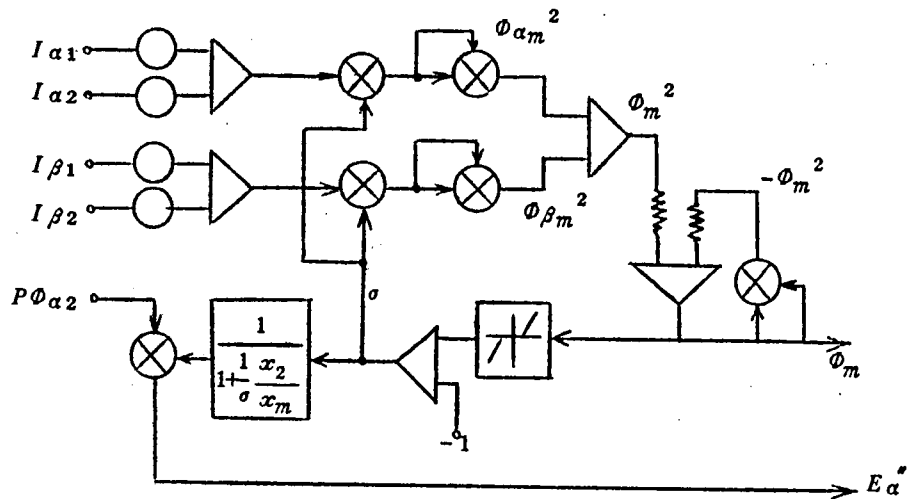 Iα1
Iα2
Φαm²
Φm²
Iβ1
Iβ2
Φβm²
-Φm²
σ
PΦα2
1
1+ 1/σ x2/xm
Φm
-1
Eα″